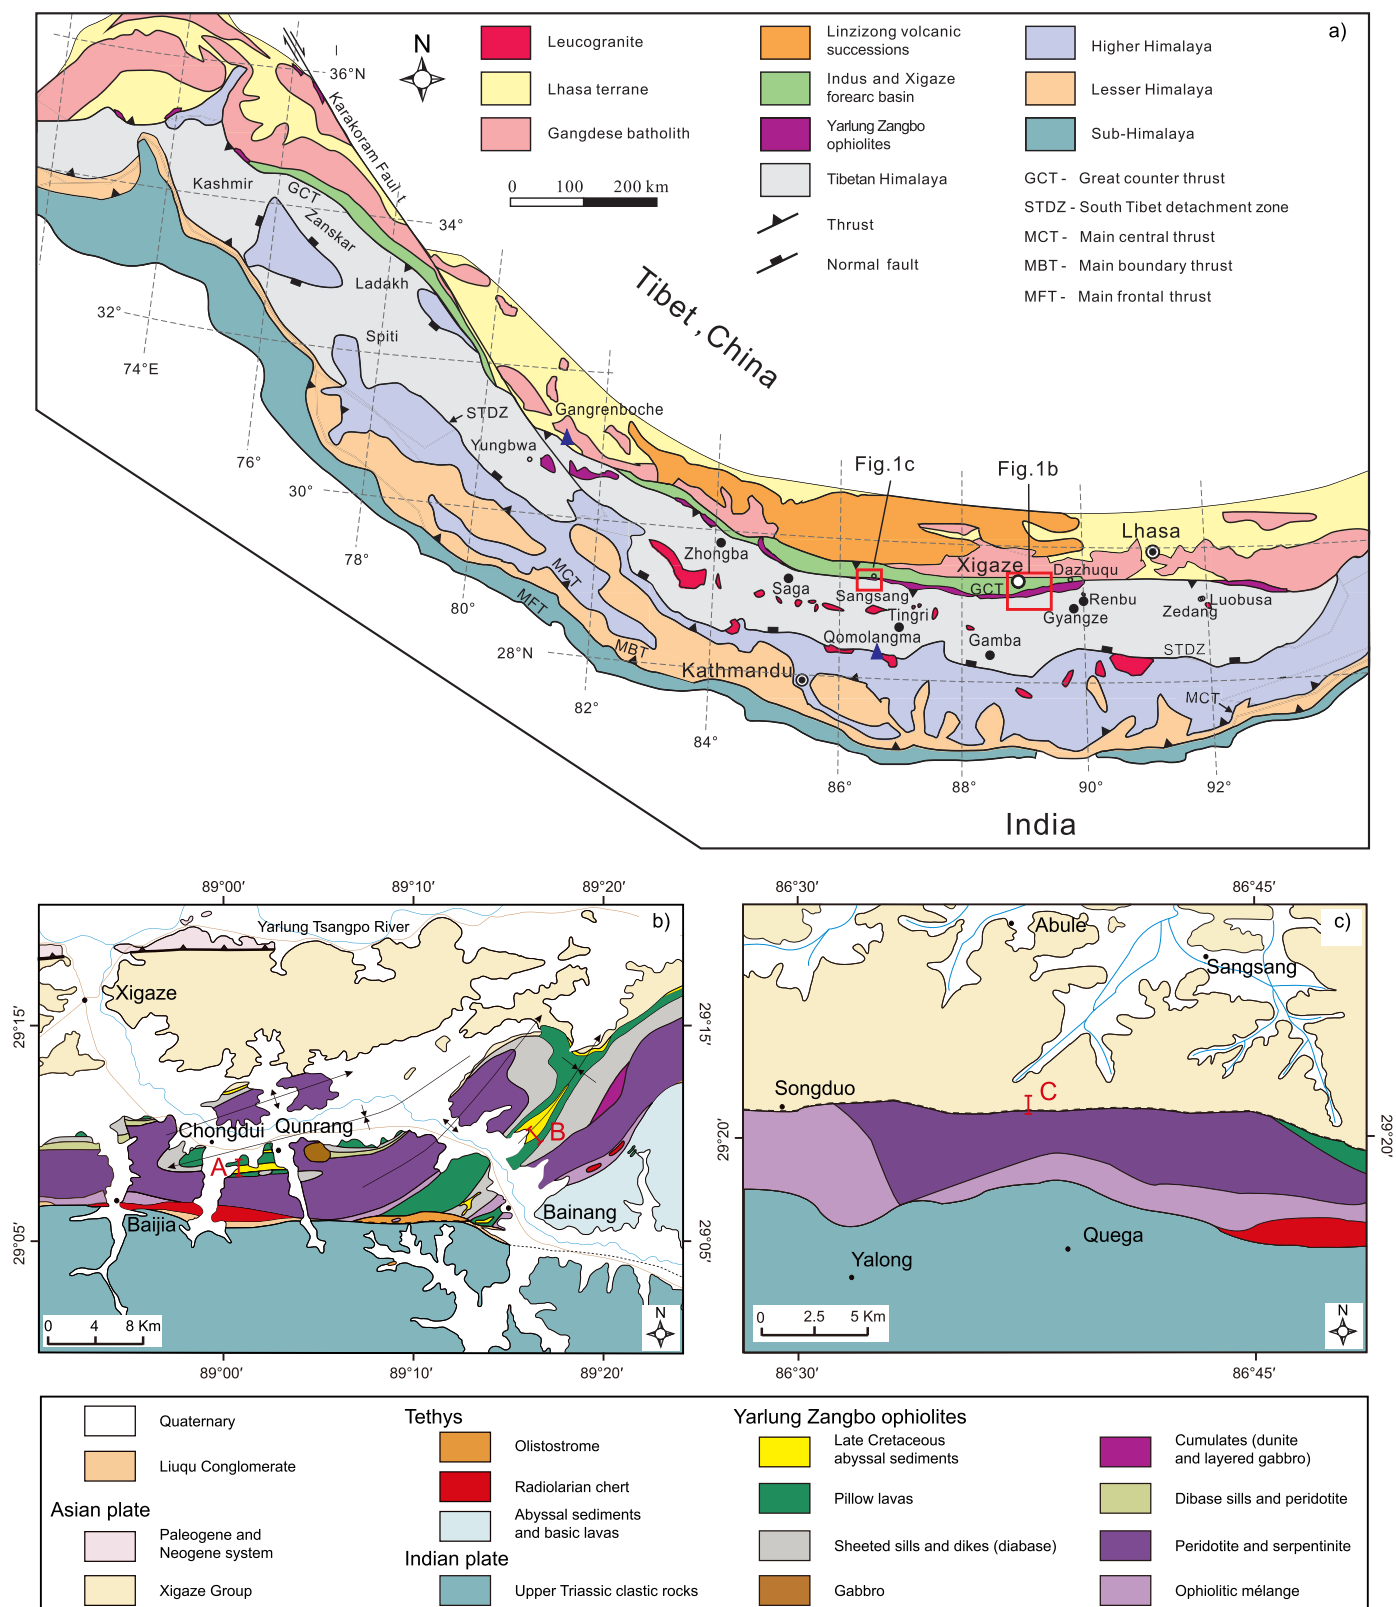 a)
N
36°N
Karakoram Fault
Leucogranite
Lhasa terrane
Gangdese batholith
Linzizong volcanic
successions
Indus and Xigaze
forearc basin
Yarlung Zangbo
ophiolites
Tibetan Himalaya
Thrust
Normal fault
Higher Himalaya
Lesser Himalaya
Sub-Himalaya
GCT - Great counter thrust
STDZ - South Tibet detachment zone
MCT - Main central thrust
MBT - Main boundary thrust
MFT - Main frontal thrust
0 100 200 km
Kashmir
GCT
Zanskar
34°
Ladakh
32°
Spiti
74°E
Tibet , China
STDZ
Gangrenboche
Yungbwa
76°
30°
Fig.1c
Fig.1b
78°
Zhongba
Lhasa
Xigaze
Dazhuqu
MCT
Saga
Sangsang
GCT
Renbu
Luobusa
80°
MFT
Tingri
Gyangze
Zedang
28°N
MBT
Qomolangma
Gamba
STDZ
Kathmandu
MCT
82°
84°
86°
88°
90°
92°
India
89°00′
89°10′
89°20′
b)
Yarlung Tsangpo River
Xigaze
29°15′
29°15′
Chongdui
Qunrang
B
A
Baijia
Bainang
29°05′
29°05′
0 4 8 Km
N
89°00′
89°10′
89°20′
86°30′
86°45′
c)
Abule
Sangsang
Songduo
C
29°20′
29°20′
Quega
Yalong
0 2.5 5 Km
N
86°30′
86°45′
Quaternary
Liuqu Conglomerate
Asian plate
Paleogene and
Neogene system
Xigaze Group
Tethys
Olistostrome
Radiolarian chert
Abyssal sediments
and basic lavas
Indian plate
Upper Triassic clastic rocks
Yarlung Zangbo ophiolites
Late Cretaceous
abyssal sediments
Pillow lavas
Sheeted sills and dikes (diabase)
Gabbro
Cumulates (dunite
and layered gabbro)
Dibase sills and peridotite
Peridotite and serpentinite
Ophiolitic mélange